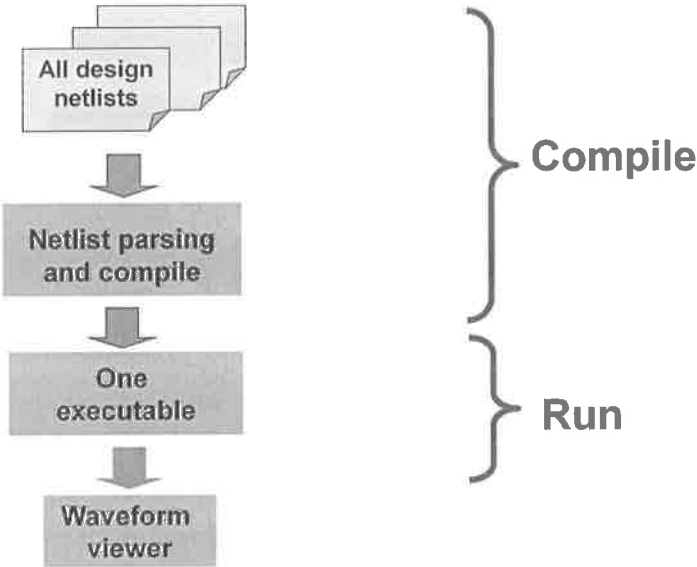 All design
netlists
Compile
Netlist parsing
and compile
One
executable
Run
Waveform
viewer